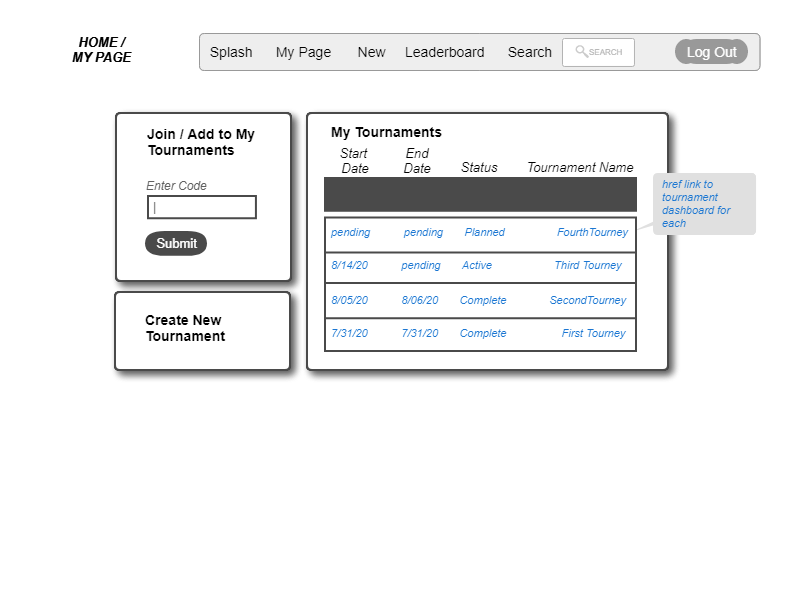 HOME /
MY PAGE
Splash My Page New Leaderboard Search SEARCH Log Out
Join / Add to My
Tournaments
Enter Code
Submit
Create New
Tournament
My Tournaments
Start Date End Date Status Tournament Name
pending pending Planned FourthTourney
8/14/20 pending Active Third Tourney
8/05/20 8/06/20 Complete SecondTourney
7/31/20 7/31/20 Complete First Tourney
href link to
tournament
dashboard for
each